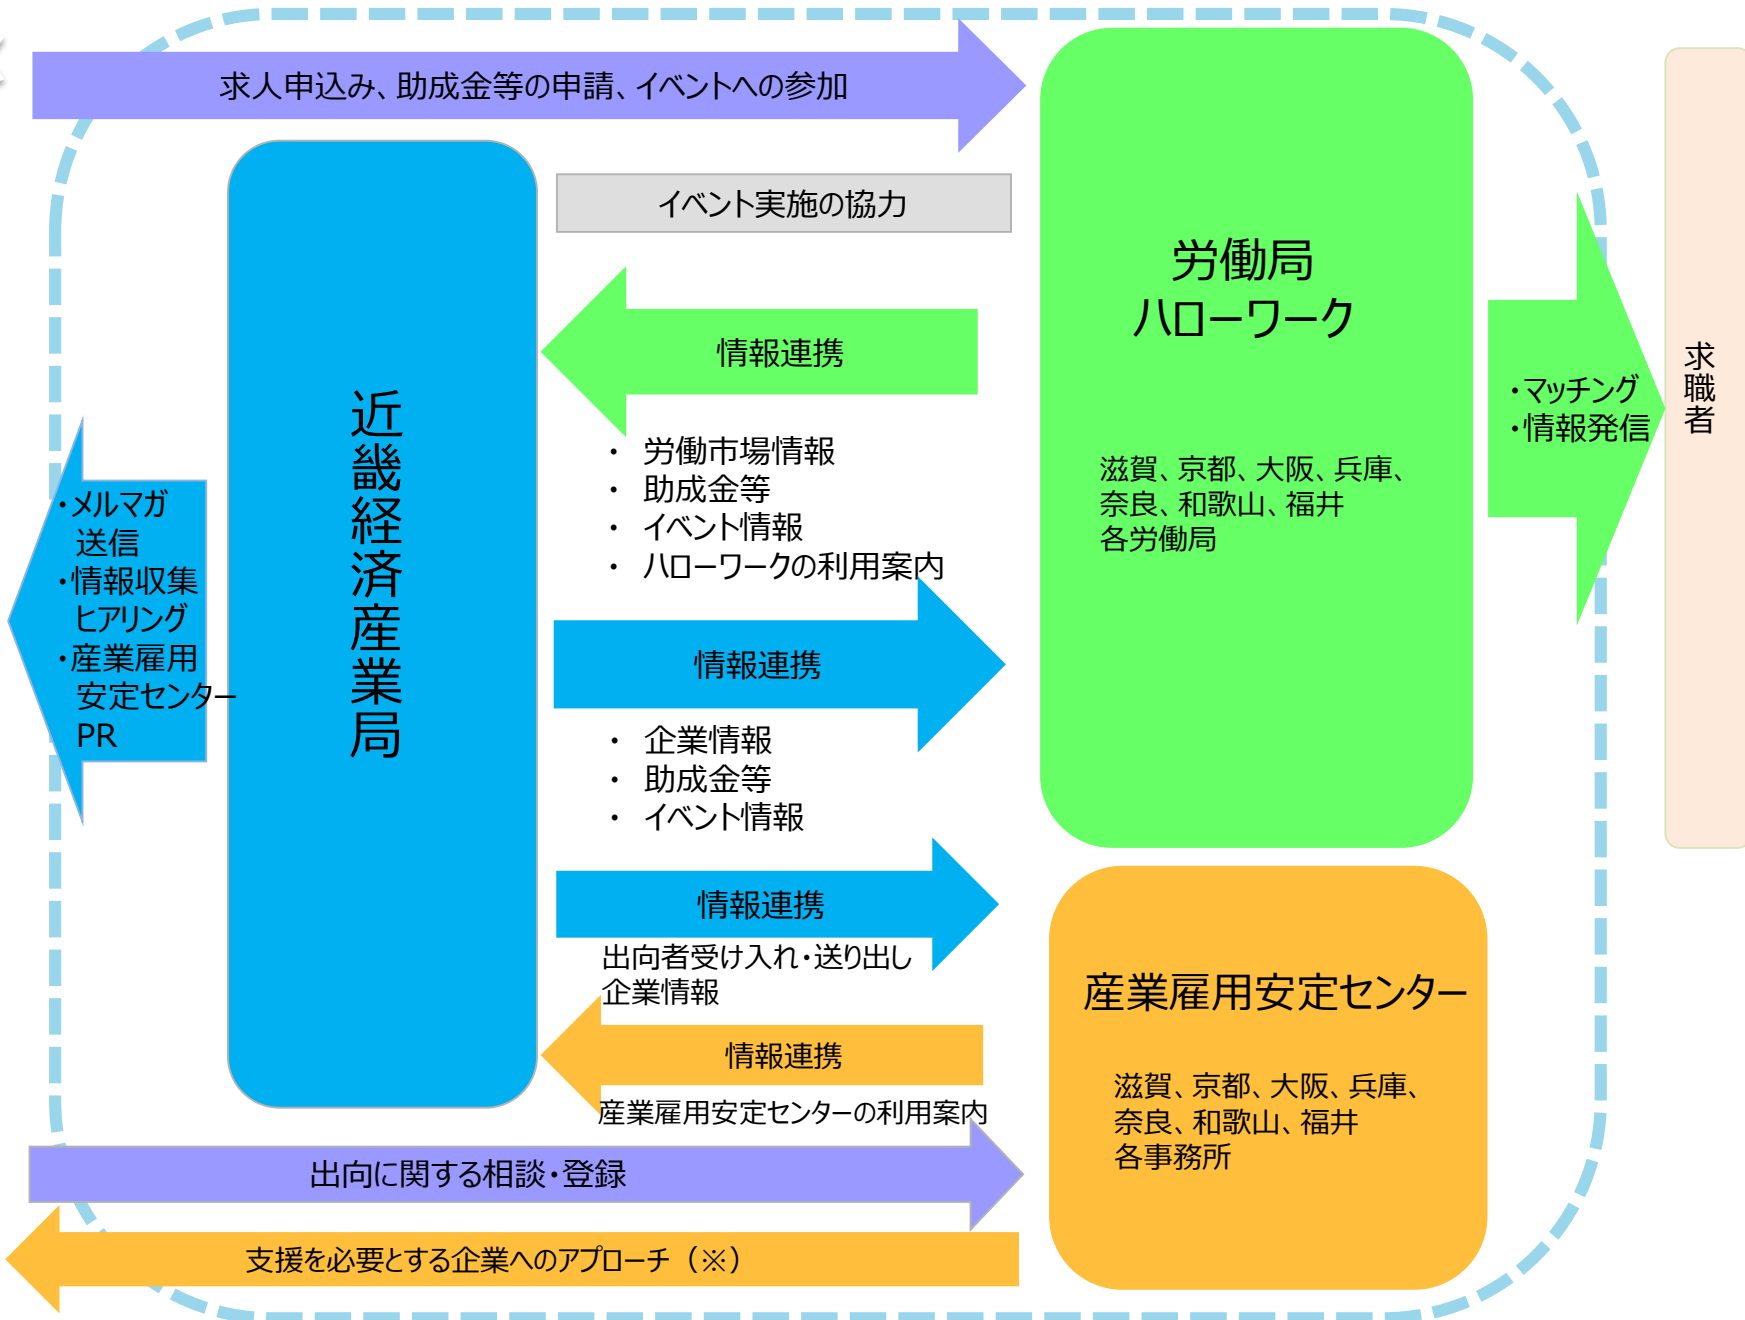 求人申込み、助成金等の申請、イベントへの参加
イベント実施の協力
労働局
ハローワーク
滋賀、京都、大阪、兵庫、
奈良、和歌山、福井
各労働局
近畿経済産業局
情報連携
・ 労働市場情報
・ 助成金等
・ イベント情報
・ ハローワークの利用案内
・マッチング
・情報発信
求職者
・メルマガ
送信
・情報収集
ヒアリング
・産業雇用
安定センター
PR
情報連携
・ 企業情報
・ 助成金等
・ イベント情報
情報連携
出向者受け入れ・送り出し
企業情報
情報連携
産業雇用安定センターの利用案内
産業雇用安定センター
滋賀、京都、大阪、兵庫、
奈良、和歌山、福井
各事務所
出向に関する相談・登録
支援を必要とする企業へのアプローチ（※）